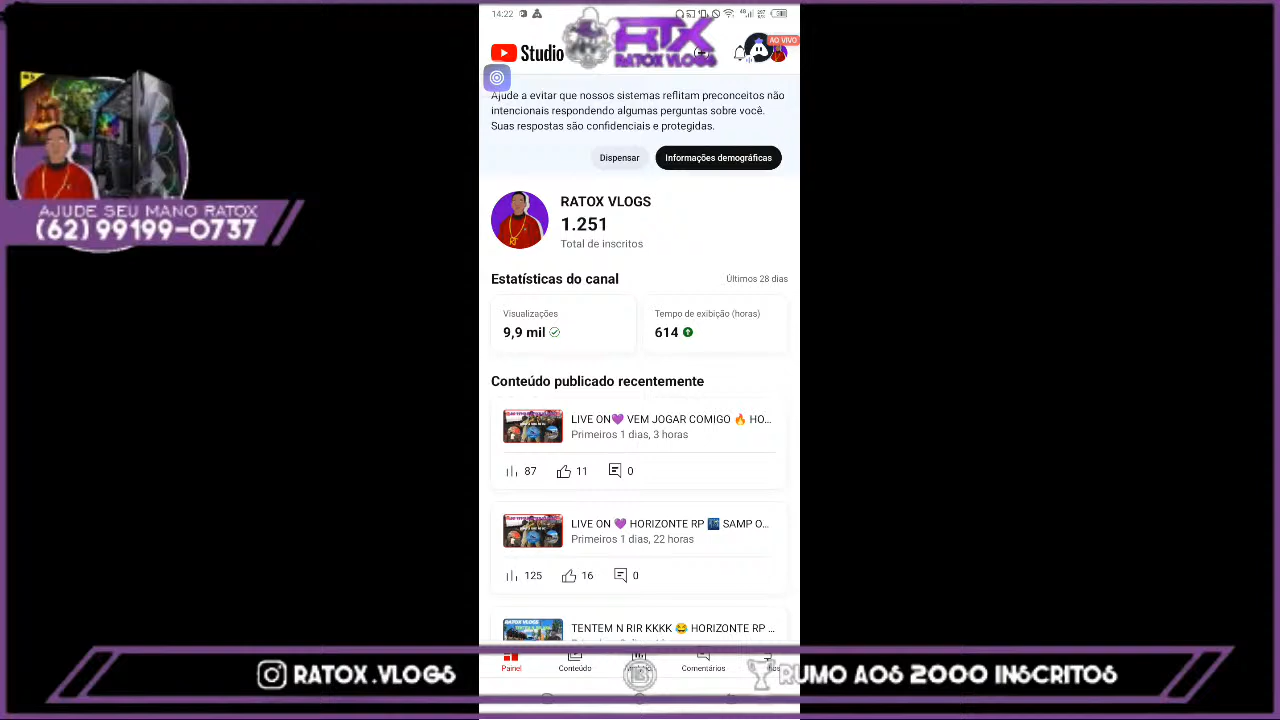 14:22
RTX
RATOX VLOGS
Studio
AO VIVO
Ajude a evitar que nossos sistemas reflitam preconceitos não
intencionais respondendo algumas perguntas sobre você.
Suas respostas são confidenciais e protegidas.
Dispensar
Informações demográficas
AJUDE SEU MANO RATOX
(62) 99199-0737
RATOX VLOGS
1.251
Total de inscritos
Estatísticas do canal
Últimos 28 dias
Visualizações
9,9 mil
Tempo de exibição (horas)
614
Conteúdo publicado recentemente
LIVE ON💜 VEM JOGAR COMIGO 🔥 HO...
Primeiros 1 dias, 3 horas
87
11
0
LIVE ON 💜 HORIZONTE RP 🌃 SAMP O...
Primeiros 1 dias, 22 horas
125
16
0
RATOX VLOGS
TENTEM N RIR KKKK 😂 HORIZONTE RP ...
Painel
Conteúdo
Comentários
RATOX.VLOGS
RUMO AOS 2000 INSCRITOS